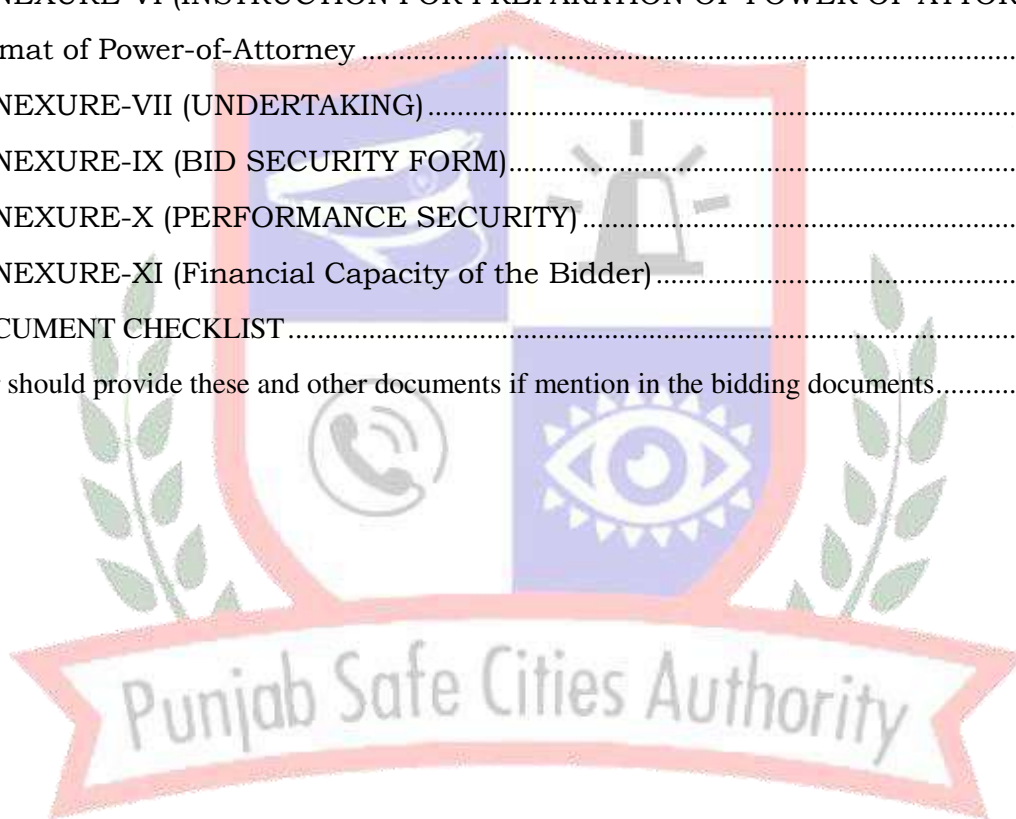 NEXURE-VI (INSTRUCTION FOR PREPARATION OF POWER-OF-ATTOR
mat of Power-of-Attorney
NEXURE-VII (UNDERTAKING)
NEXURE-IX (BID SECURITY FORM)
NEXURE-X (PERFORMANCE SECURITY)
NEXURE-XI (Financial Capacity of the Bidder)
CUMENT CHECKLIST
should provide these and other documents if mention in the bidding documents
Punjab Safe Cities Authority